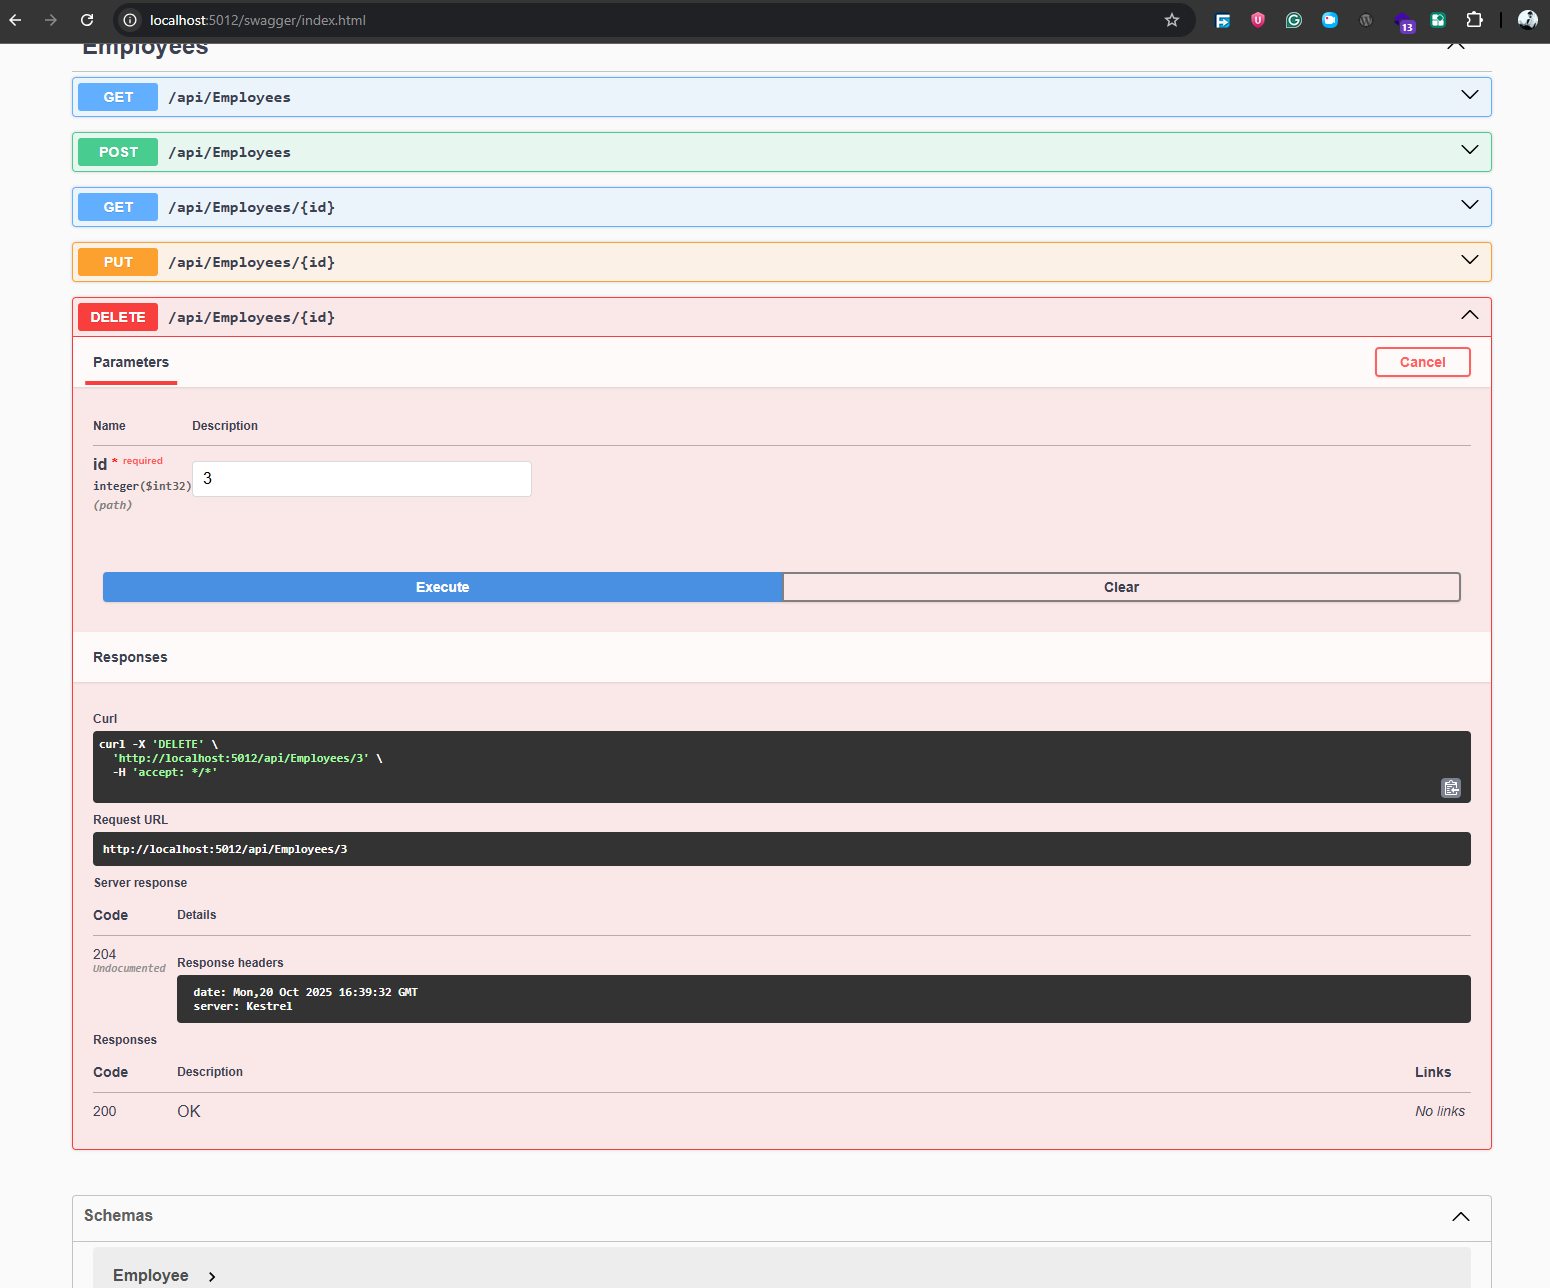 localhost:5012/swagger/index.html
13
Employees
GET /api/Employees
POST /api/Employees
GET /api/Employees/{id}
PUT /api/Employees/{id}
DELETE /api/Employees/{id}
Parameters
Cancel
Name Description
id * required
integer($int32)
(path)
3
Execute Clear
Responses
Curl
curl -X 'DELETE' \
'http://localhost:5012/api/Employees/3' \
-H 'accept: */*'
Request URL
http://localhost:5012/api/Employees/3
Server response
Code Details
204
Undocumented
Response headers
date: Mon,20 Oct 2025 16:39:32 GMT
server: Kestrel
Responses
Code Description Links
200 OK No links
Schemas
Employee